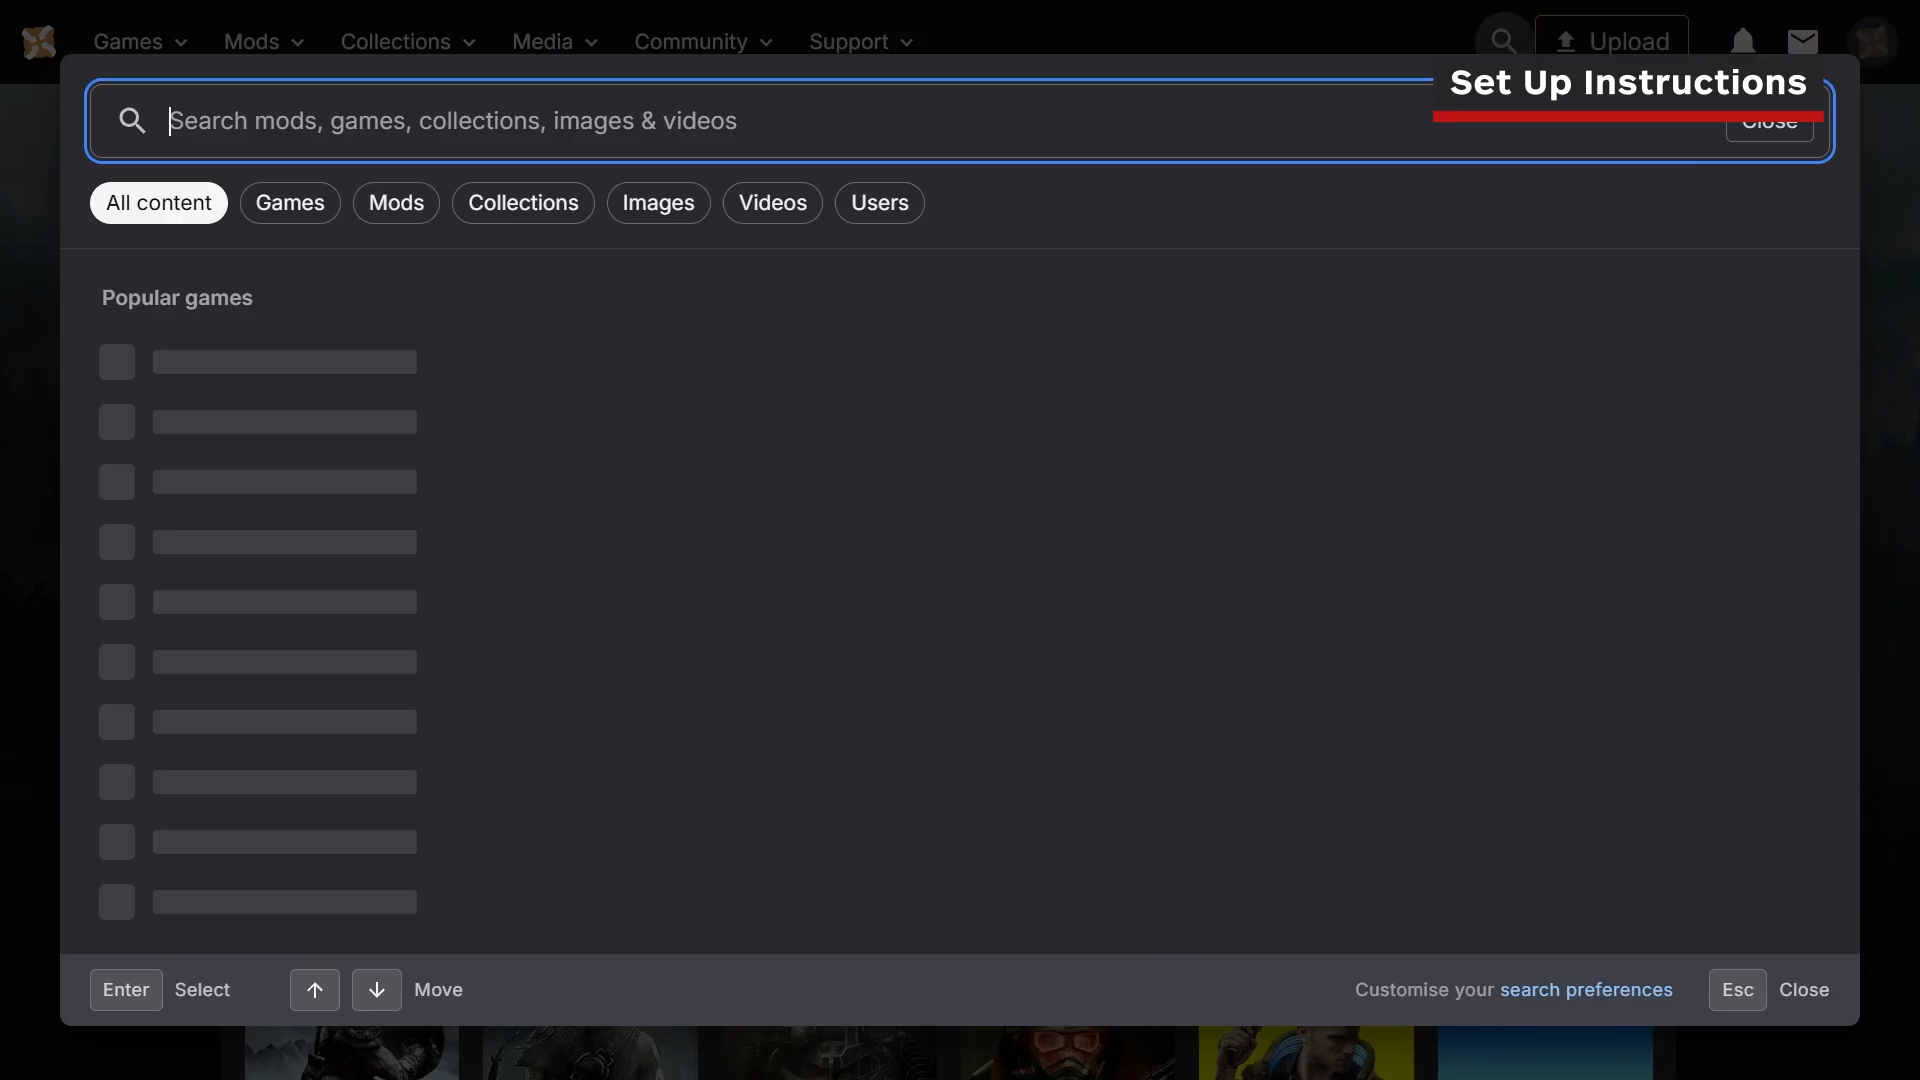 Games Mods Collections Media Community Support Upload
Set Up Instructions
Search mods, games, collections, images & videos Close
All content Games Mods Collections Images Videos Users
Popular games
Enter Select Move Customise your search preferences Esc Close